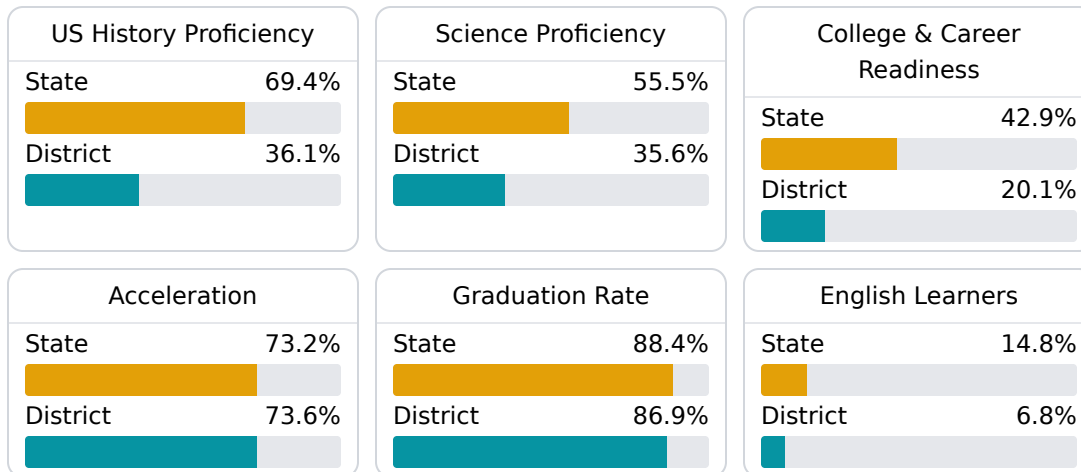 US History Proficiency
State 69.4%
District 36.1%
Science Proficiency
State 55.5%
District 35.6%
College & Career
Readiness
State 42.9%
District 20.1%
Acceleration
State 73.2%
District 73.6%
Graduation Rate
State 88.4%
District 86.9%
English Learners
State 14.8%
District 6.8%